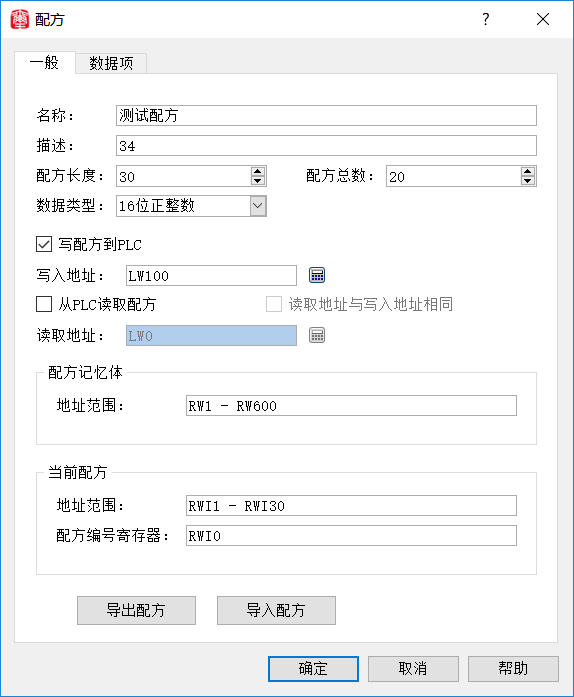 配方
一般 数据项
名称： 测试配方
描述： 34
配方长度： 30 配方总数： 20
数据类型： 16位正整数
写配方到PLC
写入地址： LW100
从PLC读取配方 读取地址与写入地址相同
读取地址： LW0
配方记忆体
地址范围： RW1 - RW600
当前配方
地址范围： RWI1 - RWI30
配方编号寄存器： RWI0
导出配方 导入配方
确定 取消 帮助